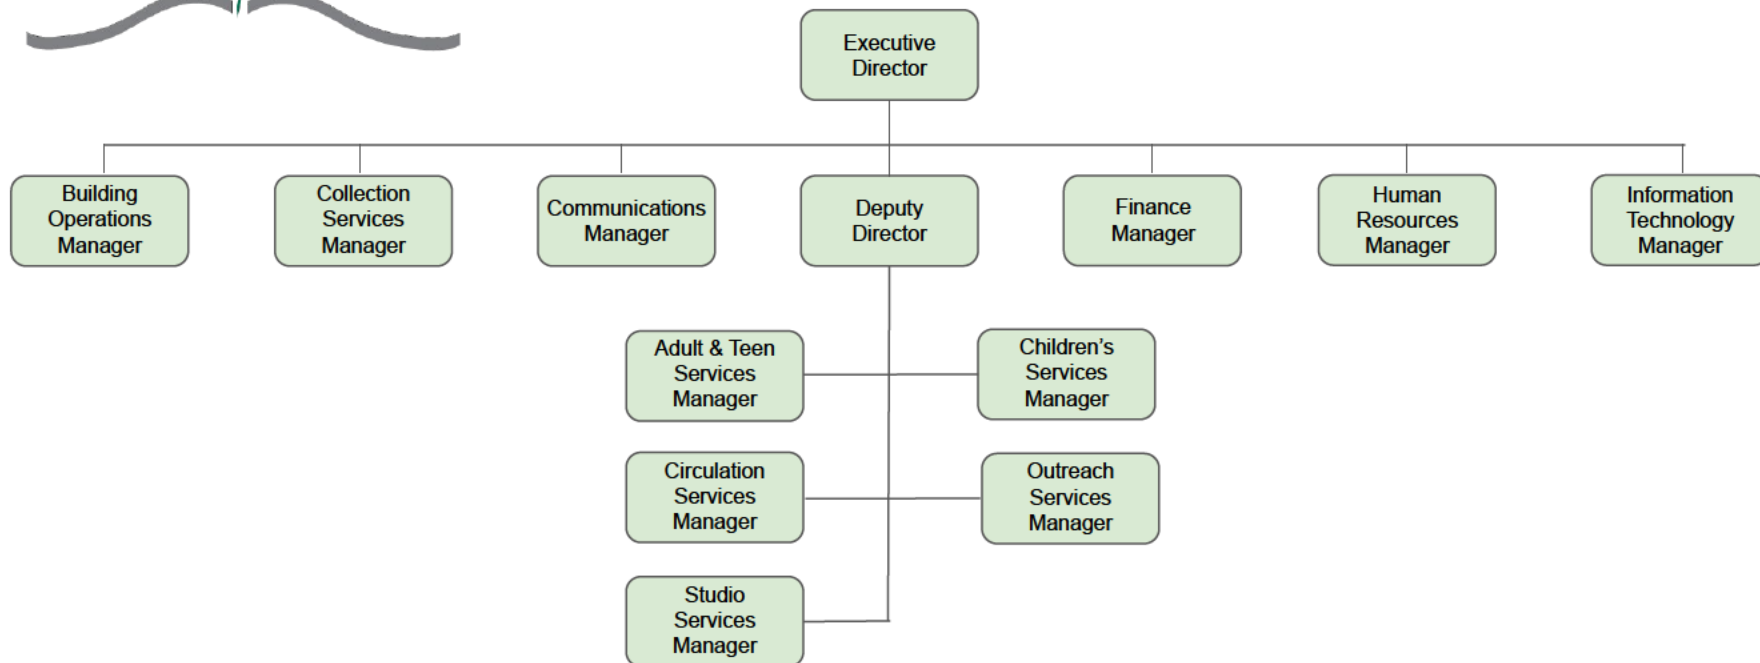 Executive
Director
Building
Operations
Manager
Collection
Services
Manager
Communications
Manager
Deputy
Director
Finance
Manager
Human
Resources
Manager
Information
Technology
Manager
Adult & Teen
Services
Manager
Children’s
Services
Manager
Circulation
Services
Manager
Outreach
Services
Manager
Studio
Services
Manager